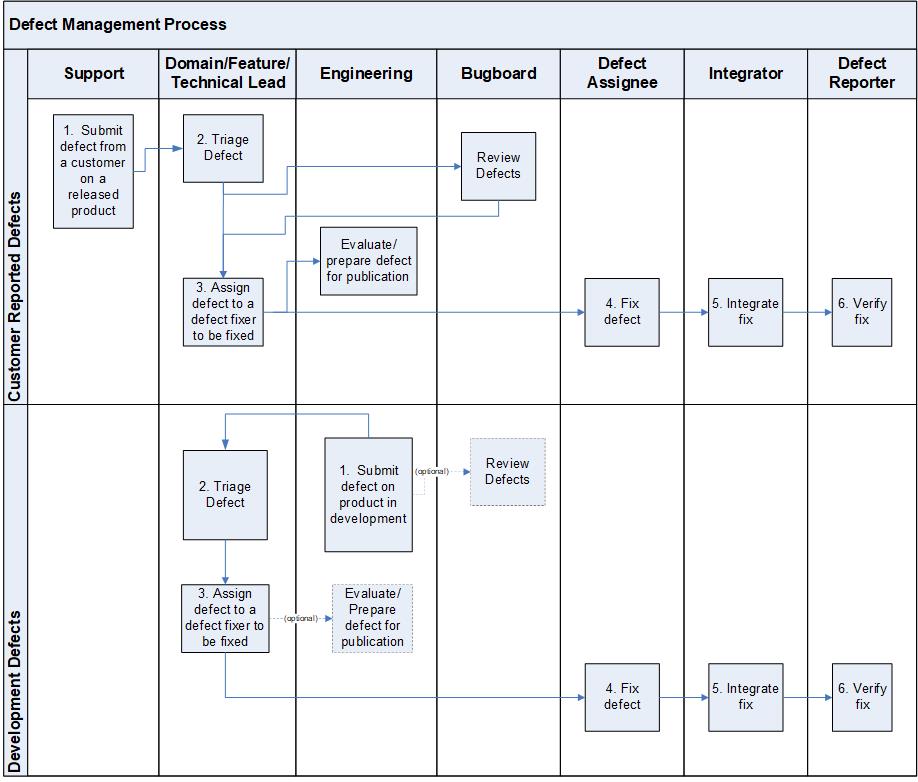 Defect Management Process
Support
Domain/Feature/
Technical Lead
Engineering
Bugboard
Defect
Assignee
Integrator
Defect
Reporter
Customer Reported Defects
1. Submit
defect from
a customer
on a
released
product
2. Triage
Defect
Review
Defects
Evaluate/
prepare defect
for publication
3. Assign
defect to a
defect fixer
to be fixed
4. Fix
defect
5. Integrate
fix
6. Verify
fix
Development Defects
1. Submit
defect on
product in
development
(optional)
Review
Defects
2. Triage
Defect
3. Assign
defect to a
defect fixer to
be fixed
(optional)
Evaluate/
Prepare
defect for
publication
4. Fix
defect
5. Integrate
fix
6. Verify
fix